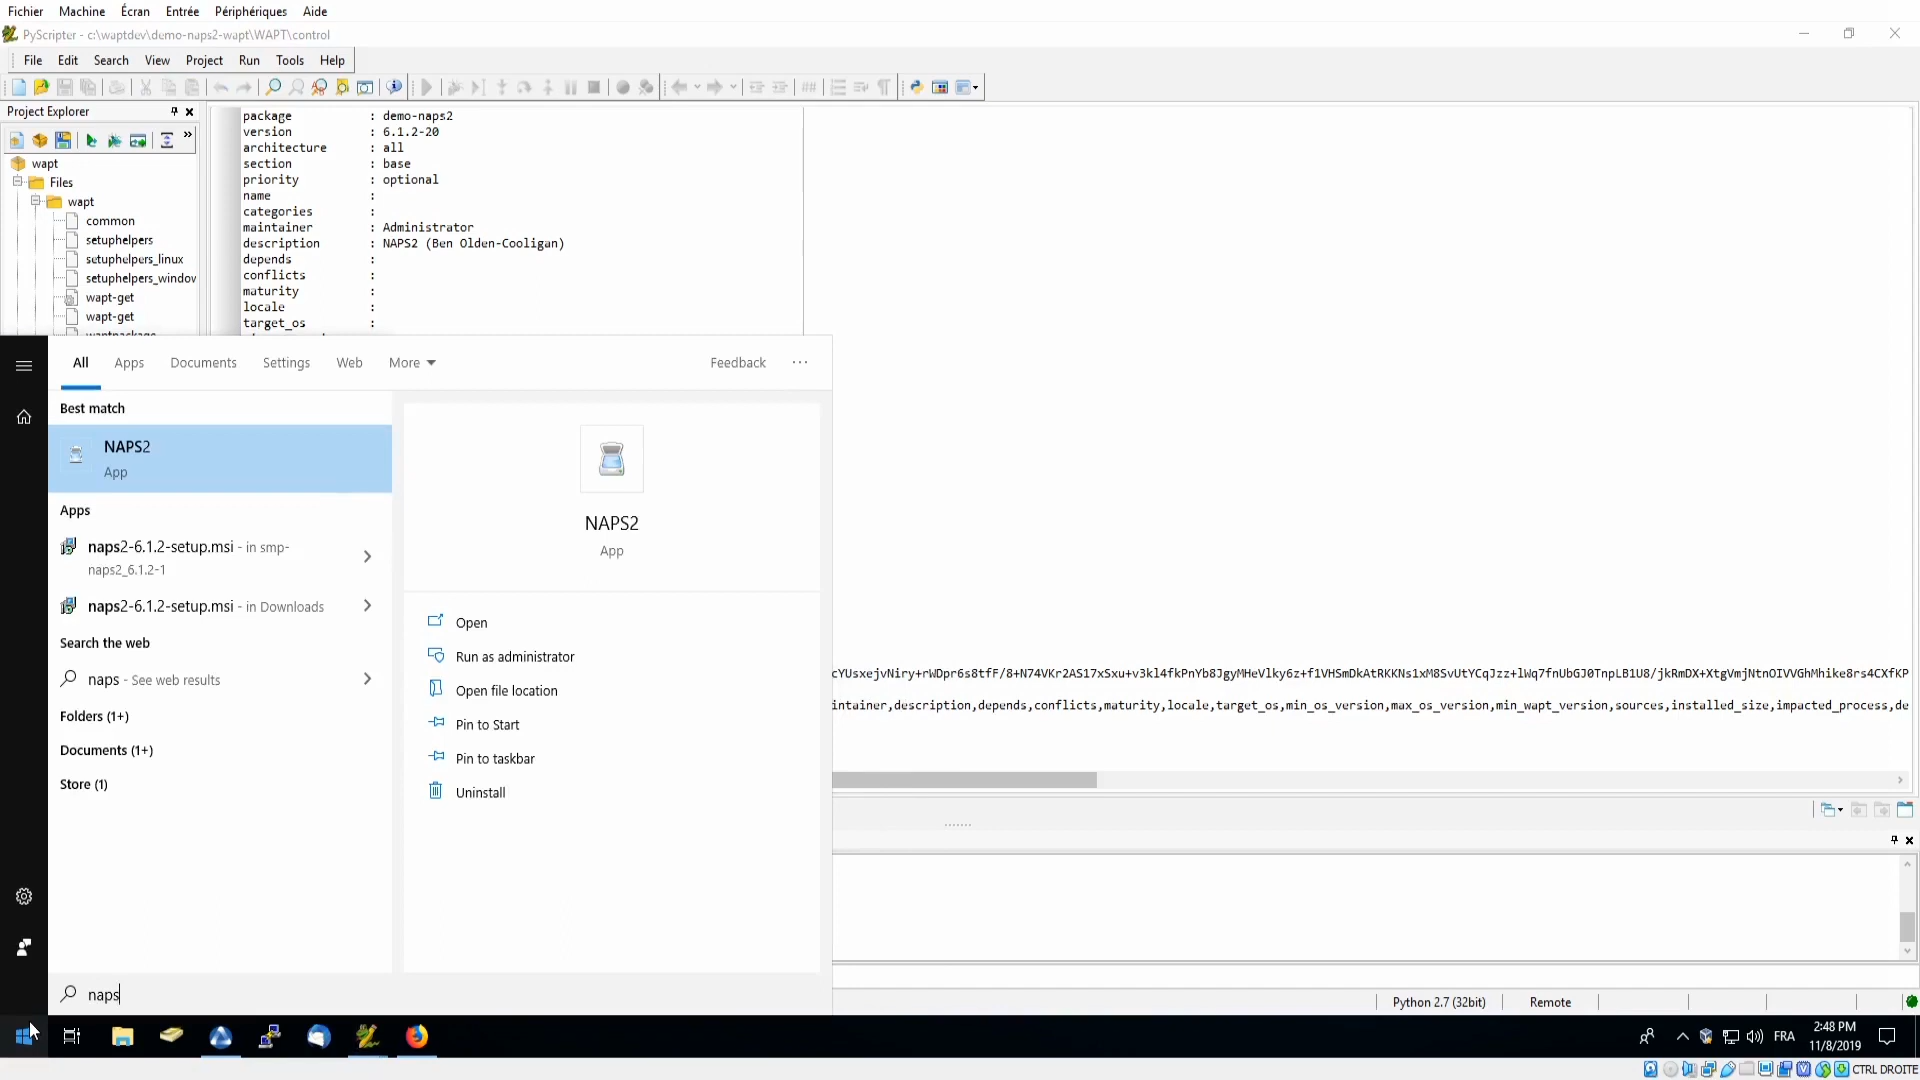 Fichier Machine Écran Entrée Périphériques Aide
PyScripter - c:\waptdev\demo-naps2-wapt\WAPT\control
File Edit Search View Project Run Tools Help
Project Explorer
wapt
Files
wapt
common
setuphelpers
setuphelpers_linux
setuphelpers_window
wapt-get
wapt-get
waptpackage
package : demo-naps2
version : 6.1.2-20
architecture : all
section : base
priority : optional
name :
categories :
maintainer : Administrator
description : NAPS2 (Ben Olden-Cooligan)
depends :
conflicts :
maturity :
locale :
target_os :
All Apps Documents Settings Web More Feedback ...
Best match
NAPS2
App
Apps
naps2-6.1.2-setup.msi - in smp-
naps2_6.1.2-1
naps2-6.1.2-setup.msi - in Downloads
Search the web
naps - See web results
Folders (1+)
Documents (1+)
Store (1)
NAPS2
App
Open
Run as administrator
Open file location
Pin to Start
Pin to taskbar
Uninstall
cYUsxejvNiry+rWDpr6s8tfF/8+N74VKr2AS17xSxu+v3kl4fkPnYb8JgyMHeVlky6z+f1VHSmDkAtRKKNs1xM8SvUtYCqJzz+lWq7fnUbGJ0TnpLB1U8/jkRmDX+XtgVmjNtnOIVVGhMhike8rs4CXfKP
intainer,description,depends,conflicts,maturity,locale,target_os,min_os_version,max_os_version,min_wapt_version,sources,installed_size,impacted_process,de
naps
Python 2.7 (32bit) Remote
FRA
2:48 PM
11/8/2019
CTRL DROITE